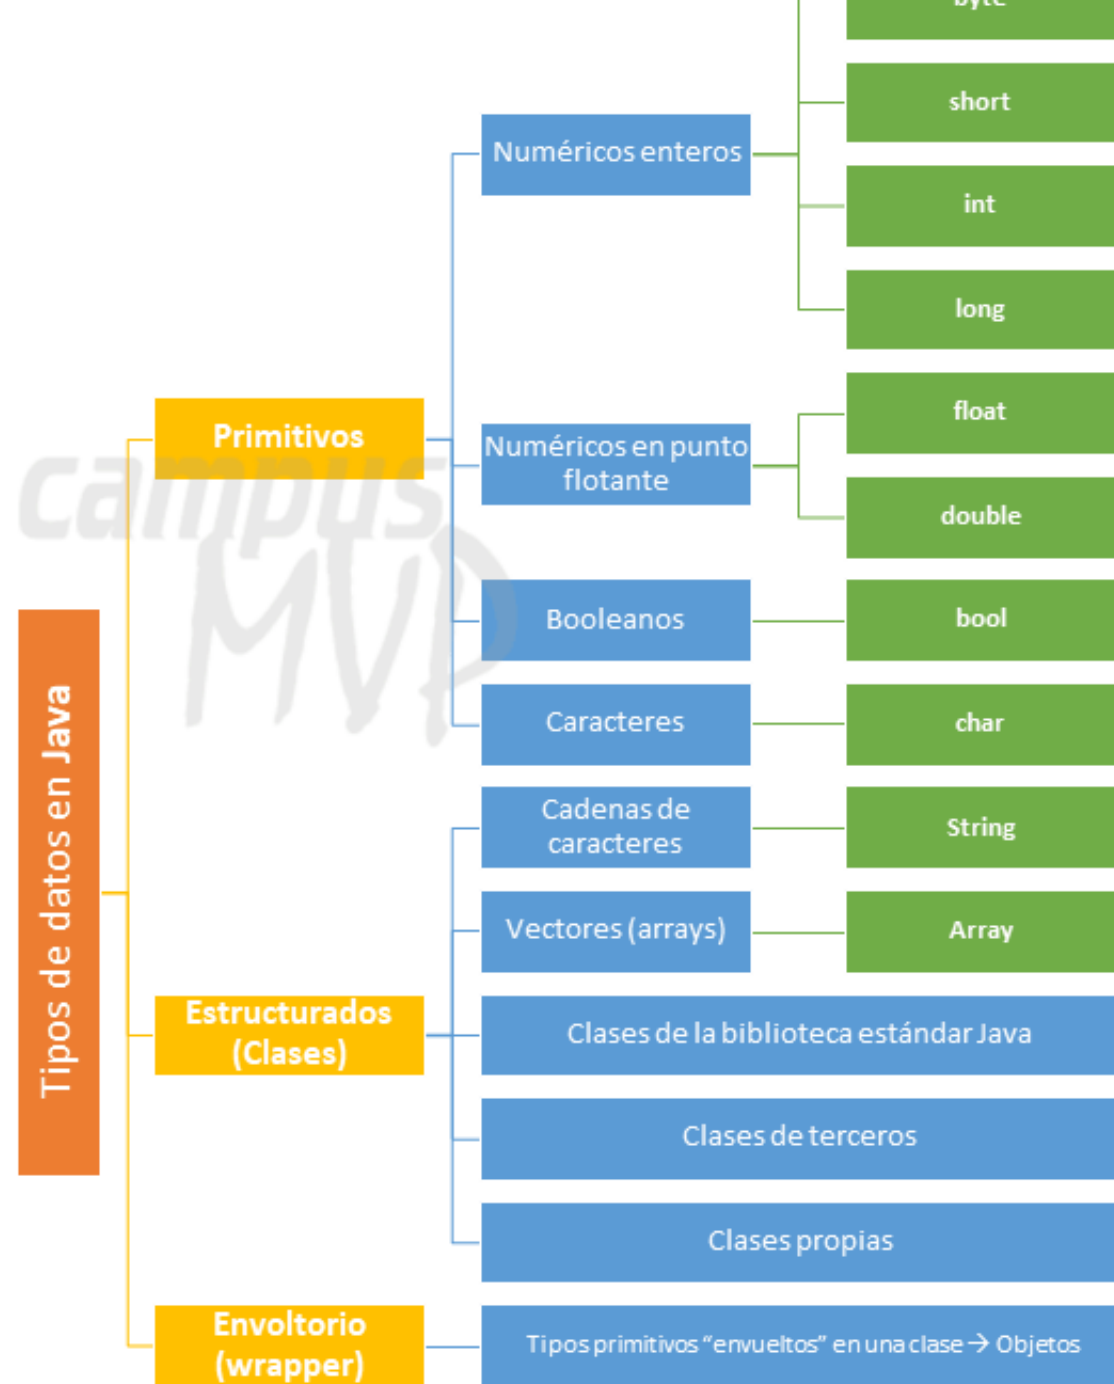 byte
short
Numéricos enteros
int
long
float
Primitivos
Numéricos en punto
flotante
double
campus
MVP
Booleanos
bool
Caracteres
char
Tipos de datos en Java
Cadenas de
caracteres
String
Vectores (arrays)
Array
Estructurados
(Clases)
Clases de la biblioteca estándar Java
Clases de terceros
Clases propias
Envoltorio
(wrapper)
Tipos primitivos “envueltos” en una clase → Objetos